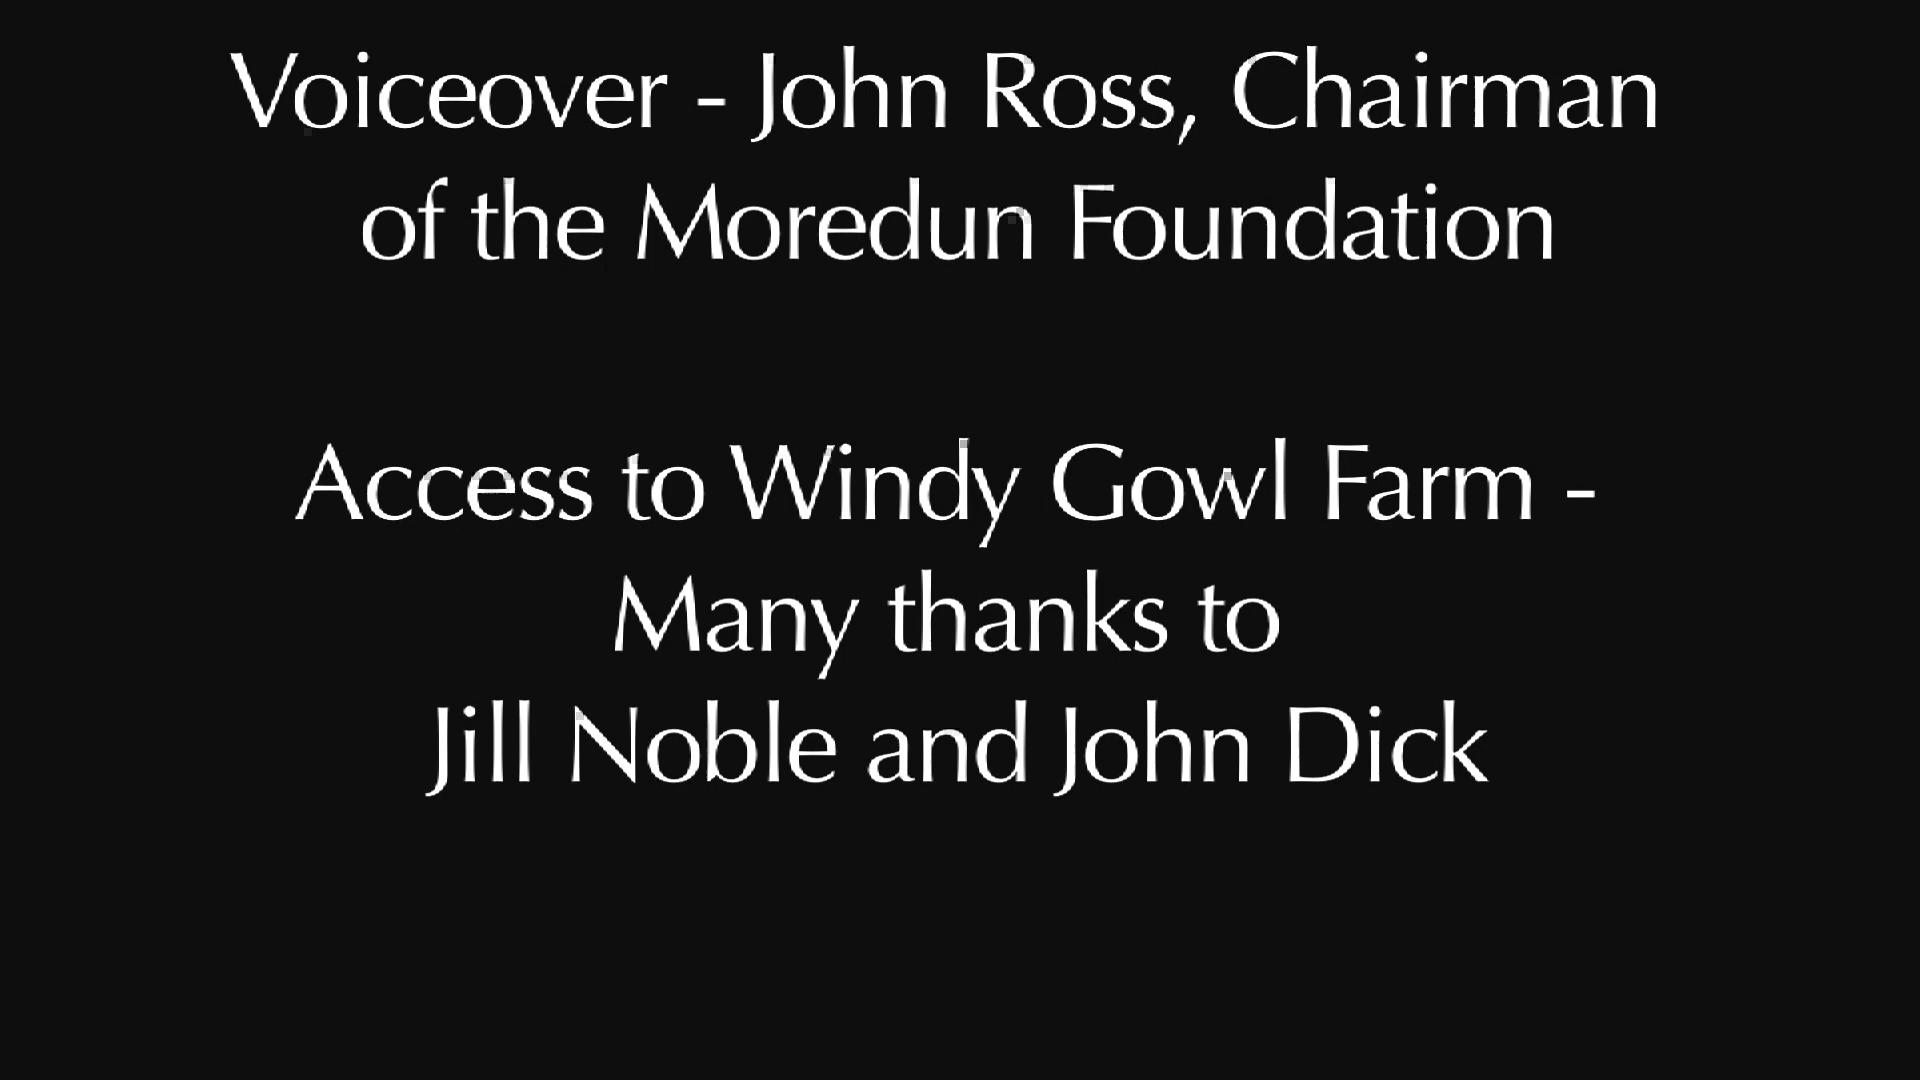 Voiceover - John Ross, Chairman
of the Moredun Foundation
Access to Windy Gowl Farm -
Many thanks to
Jill Noble and John Dick